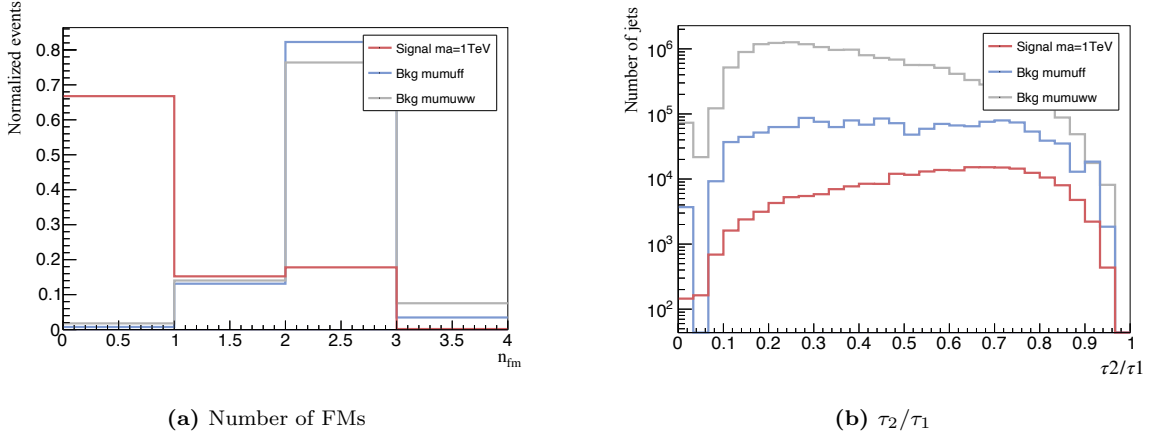 Normalized events
0.8
0.7
0.6
0.5
0.4
0.3
0.2
0.1
0
Signal ma=1TeV
Bkg mumuff
Bkg mumuww
0 0.5 1 1.5 2 2.5 3 3.5 4
n_fm
(a) Number of FMs
Number of jets
10^6
10^5
10^4
10^3
10^2
Signal ma=1TeV
Bkg mumuff
Bkg mumuww
0 0.1 0.2 0.3 0.4 0.5 0.6 0.7 0.8 0.9 1
τ2/τ1
(b) τ₂/τ₁